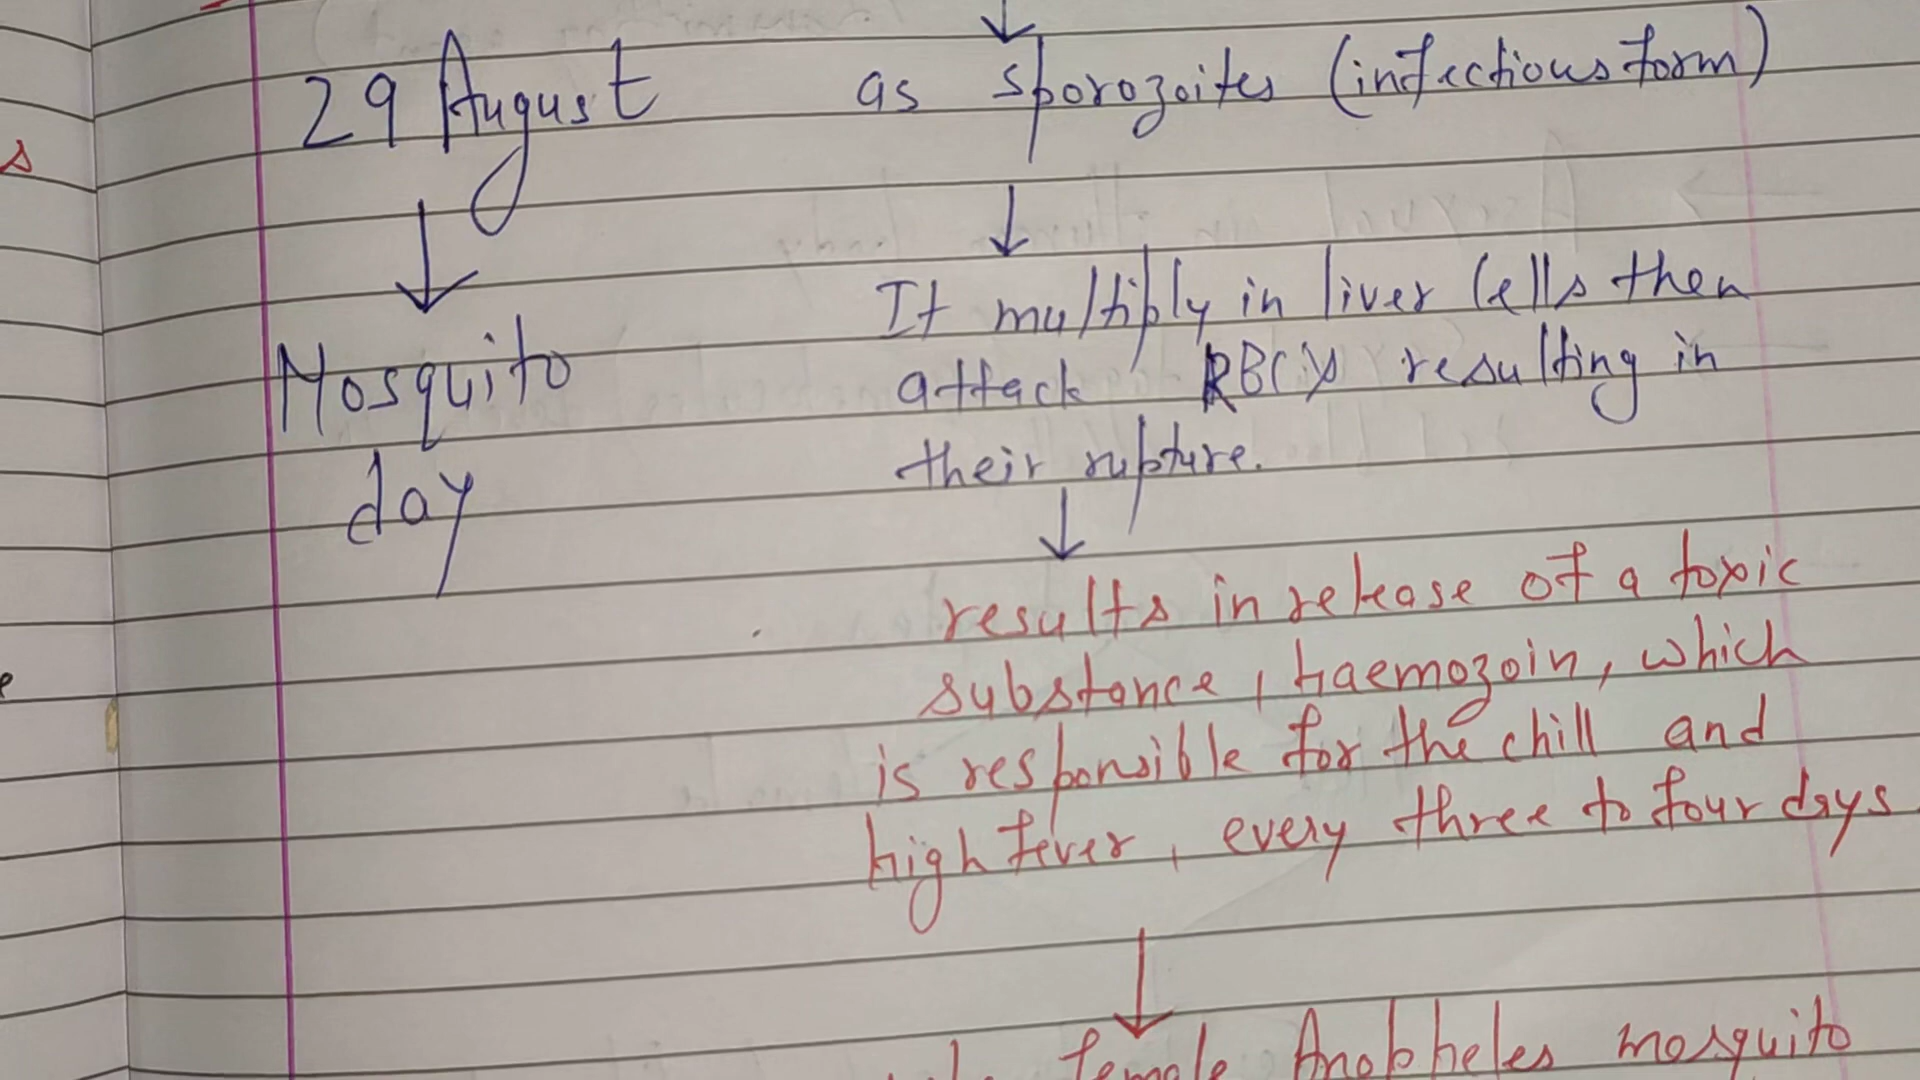 29 August
Mosquito
day
as sporozoites (infectious form)
It multiply in liver cells then
attack RBCs resulting in
their rupture.
results in release of a toxic
substance, haemozoin, which
is responsible for the chill and
high fever, every three to four days
female Anopheles mosquito